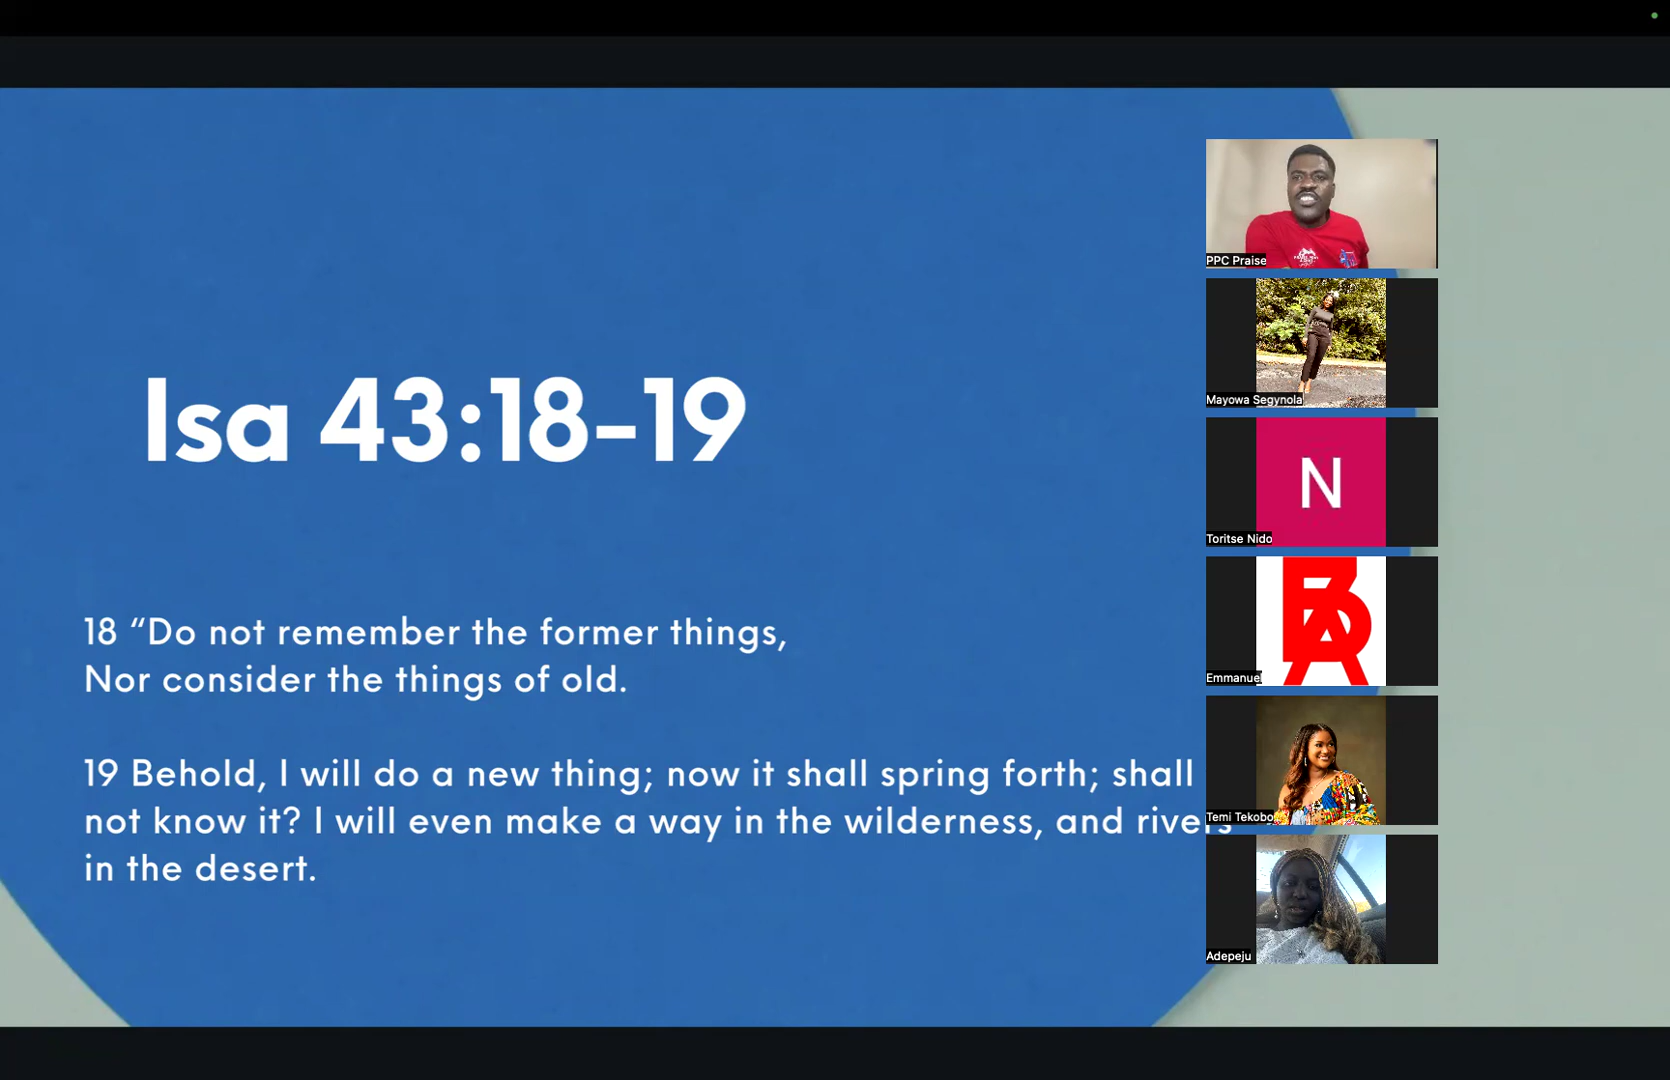 Isa 43:18-19
18 “Do not remember the former things,
Nor consider the things of old.
19 Behold, I will do a new thing; now it shall spring forth; shall
not know it? I will even make a way in the wilderness, and rivers
in the desert.
PPC Praise
Mayowa Segynola
N
Toritse Nido
Emmanuel
Temi Tekobo...
Adepeju